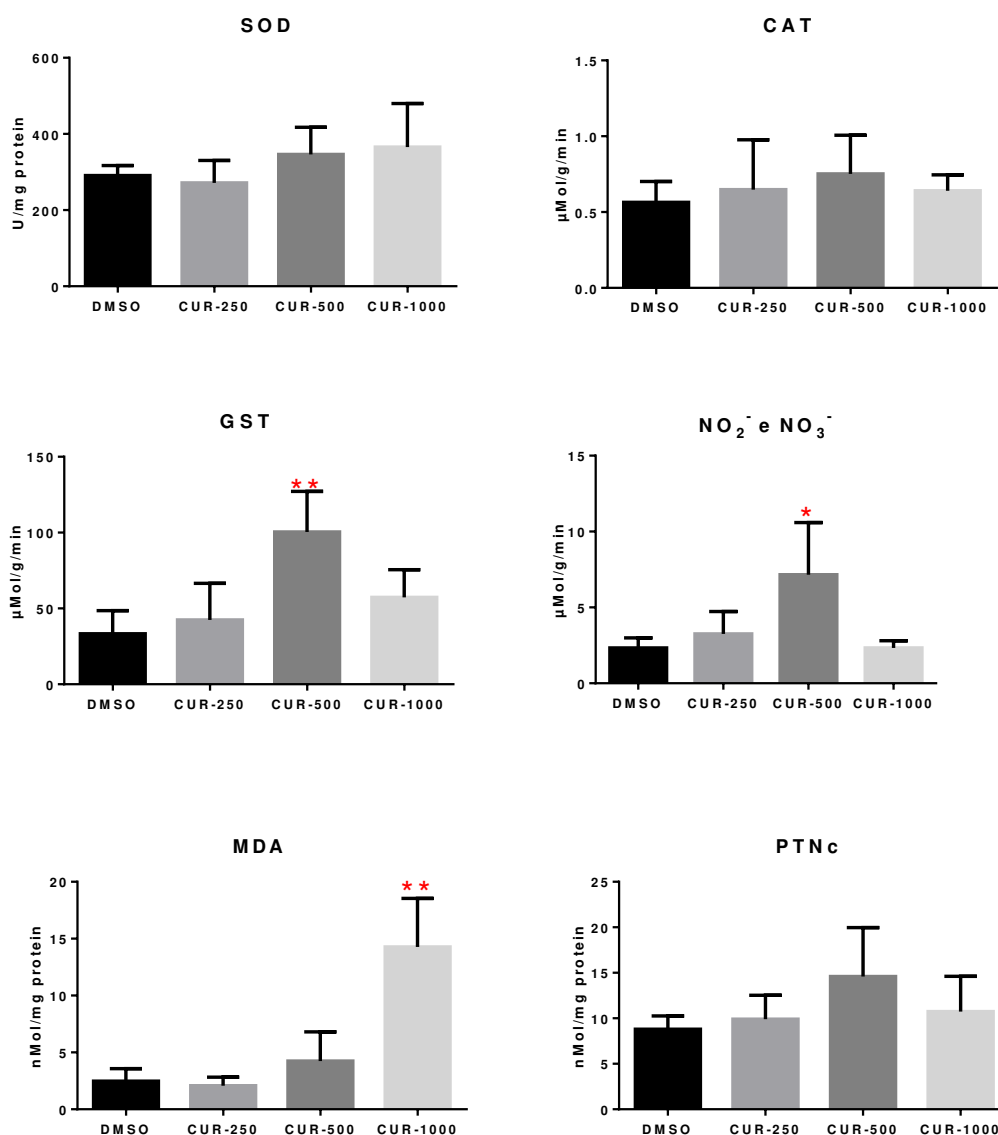 SOD
600
400
200
0
U/mg protein
DMSO CUR-250 CUR-500 CUR-1000
CAT
1.5
1.0
0.5
0.0
µMol/g/min
DMSO CUR-250 CUR-500 CUR-1000
GST
150
100
50
0
µMol/g/min
**
DMSO CUR-250 CUR-500 CUR-1000
NO₂⁻ e NO₃⁻
15
10
5
0
µMol/g/min
*
DMSO CUR-250 CUR-500 CUR-1000
MDA
20
15
10
5
0
nMol/mg protein
**
DMSO CUR-250 CUR-500 CUR-1000
PTNc
25
20
15
10
5
0
nMol/mg protein
DMSO CUR-250 CUR-500 CUR-1000